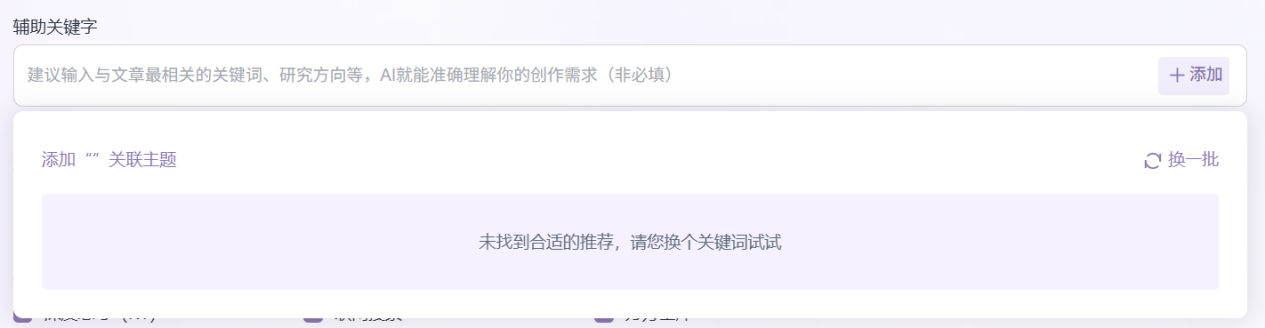 辅助关键字
建议输入与文章最相关的关键词、研究方向等，AI就能准确理解你的创作需求（非必填）
添加
添加“”关联主题
换一批
未找到合适的推荐，请您换个关键词试试